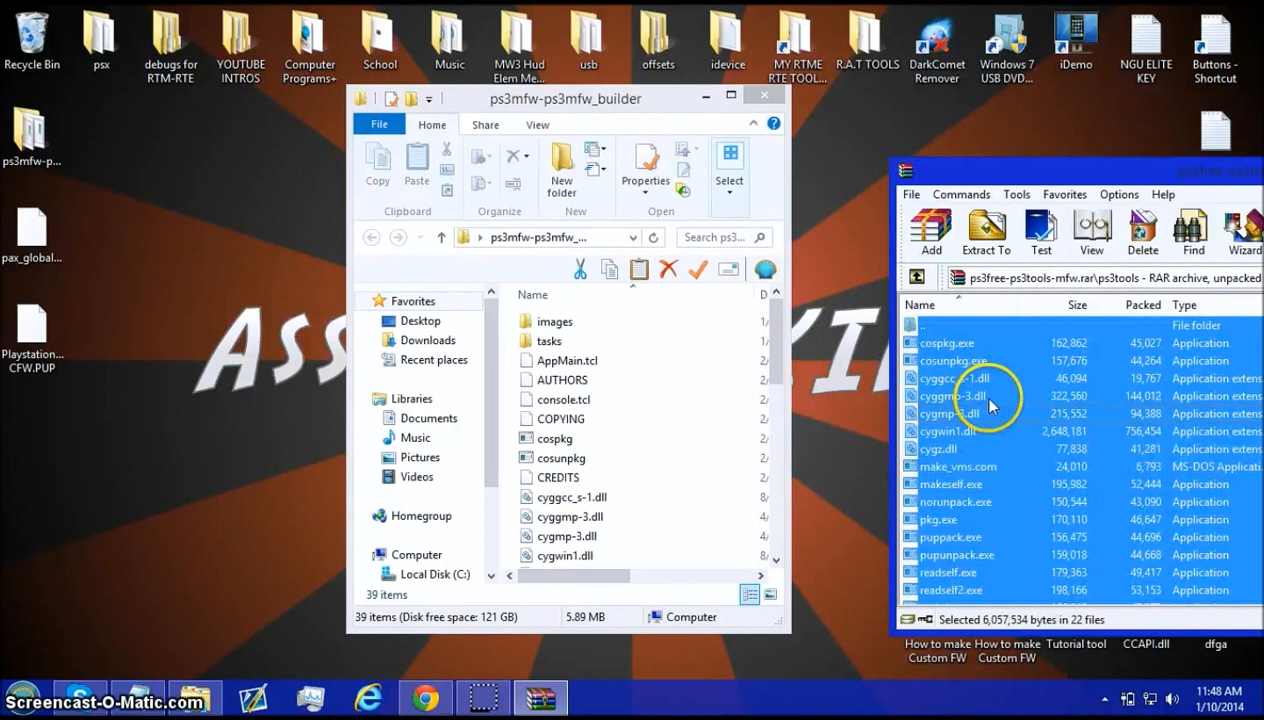 Recycle Bin
psx
debugs for
RTM-RTE
YOUTUBE
INTROS
Computer
Programs+
School
Music
MW3 Hud
Elem Me...
usb
offsets
idevice
MY RTME
RTE TOOL...
R.A.T TOOLS
DarkComet
Remover
Windows 7
USB DVD...
iDemo
NGU ELITE
KEY
Buttons -
Shortcut
ps3mfw-p...
pax_global...
Playstation...
CFW.PUP
ps3mfw-ps3mfw_builder
File
Home
Share
View
Copy
Paste
New
folder
Properties
Select
Clipboard
Organize
New
Open
ps3mfw-ps3mfw_...
Search ps3...
Favorites
Desktop
Downloads
Recent places
Libraries
Documents
Music
Pictures
Videos
Homegroup
Computer
Local Disk (C:)
Name
D
images
1/
tasks
1/
AppMain.tcl
2/
AUTHORS
2/
console.tcl
2/
COPYING
2/
cospkg
2/
cosunpkg
2/
CREDITS
2/
cyggcc_s-1.dll
8/
cyggmp-3.dll
4/
cygmp-3.dll
4/
cygwin1.dll
8/
39 items
39 items (Disk free space: 121 GB)
5.89 MB
Computer
File Commands Tools Favorites Options Help
Add
Extract To
Test
View
Delete
Find
Wizard
ps3free-ps3tools-mfw.rar\ps3tools - RAR archive, unpacked
Name Size Packed Type
.. File folder
cospkg.exe 162,862 45,027 Application
cosunpkg.exe 157,676 44,264 Application
cyggcc_s-1.dll 46,094 19,767 Application extens
cyggmp-3.dll 322,560 144,012 Application extens
cygmp-3.dll 215,552 94,388 Application extens
cygwin1.dll 2,648,181 756,454 Application extens
cygz.dll 77,838 41,281 Application extens
make_vms.com 24,010 6,793 MS-DOS Applicati
makeself.exe 195,982 52,444 Application
norunpack.exe 150,544 43,090 Application
pkg.exe 170,110 46,647 Application
puppack.exe 156,475 44,696 Application
pupunpack.exe 159,018 44,668 Application
readself.exe 179,363 49,417 Application
readself2.exe 198,166 53,153 Application
Selected 6,057,534 bytes in 22 files
How to make
Custom FW
How to make
Custom FW
Tutorial tool
CCAPI.dll
dfga
Screencast-O-Matic.com
11:48 AM
1/10/2014